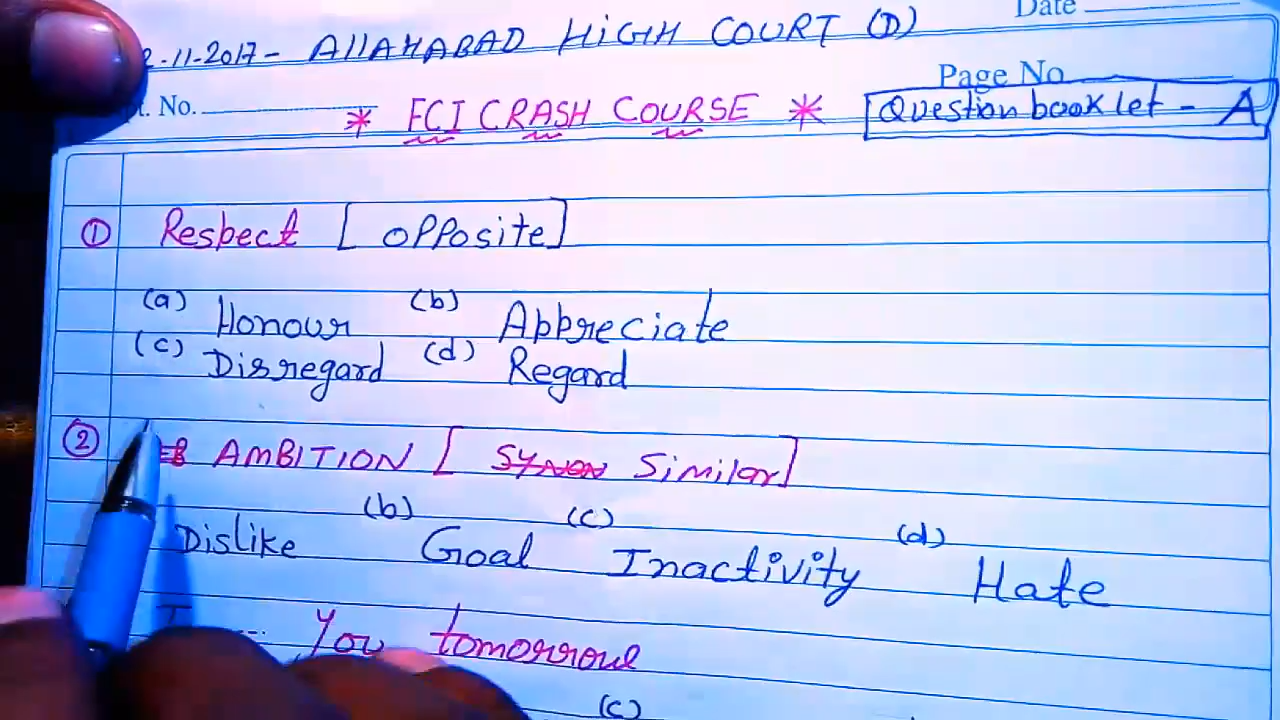 2-11-2017- AllAHABAD HiGH COURT (D)
Date
Page No
t. No. * FCI CRASH COURSE * Question booklet - A
① Respect [ opposite]
(a) Honour (b) Appreciate
(c) Disregard (d) Regard
② AMBITION [ Synon Similar]
Dislike (b) Goal (c) Inactivity (d) Hate
I --- You tomorrow
(c)